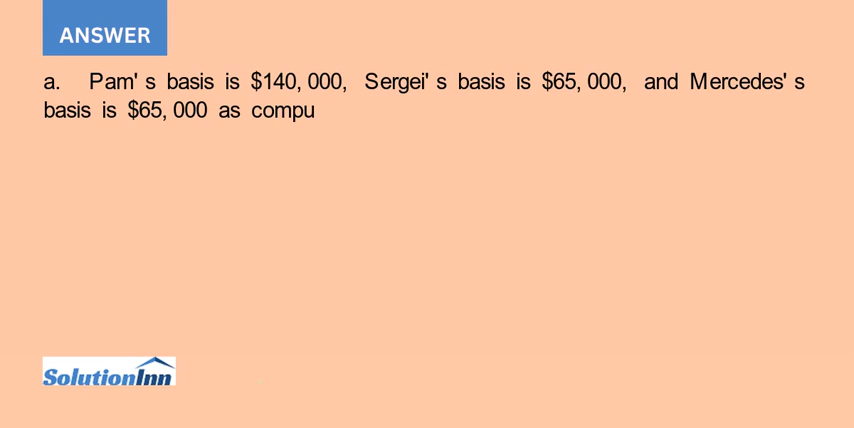 ANSWER
a. Pam' s basis is $140, 000, Sergei' s basis is $65, 000, and Mercedes' s
basis is $65, 000 as compu
SolutionInn